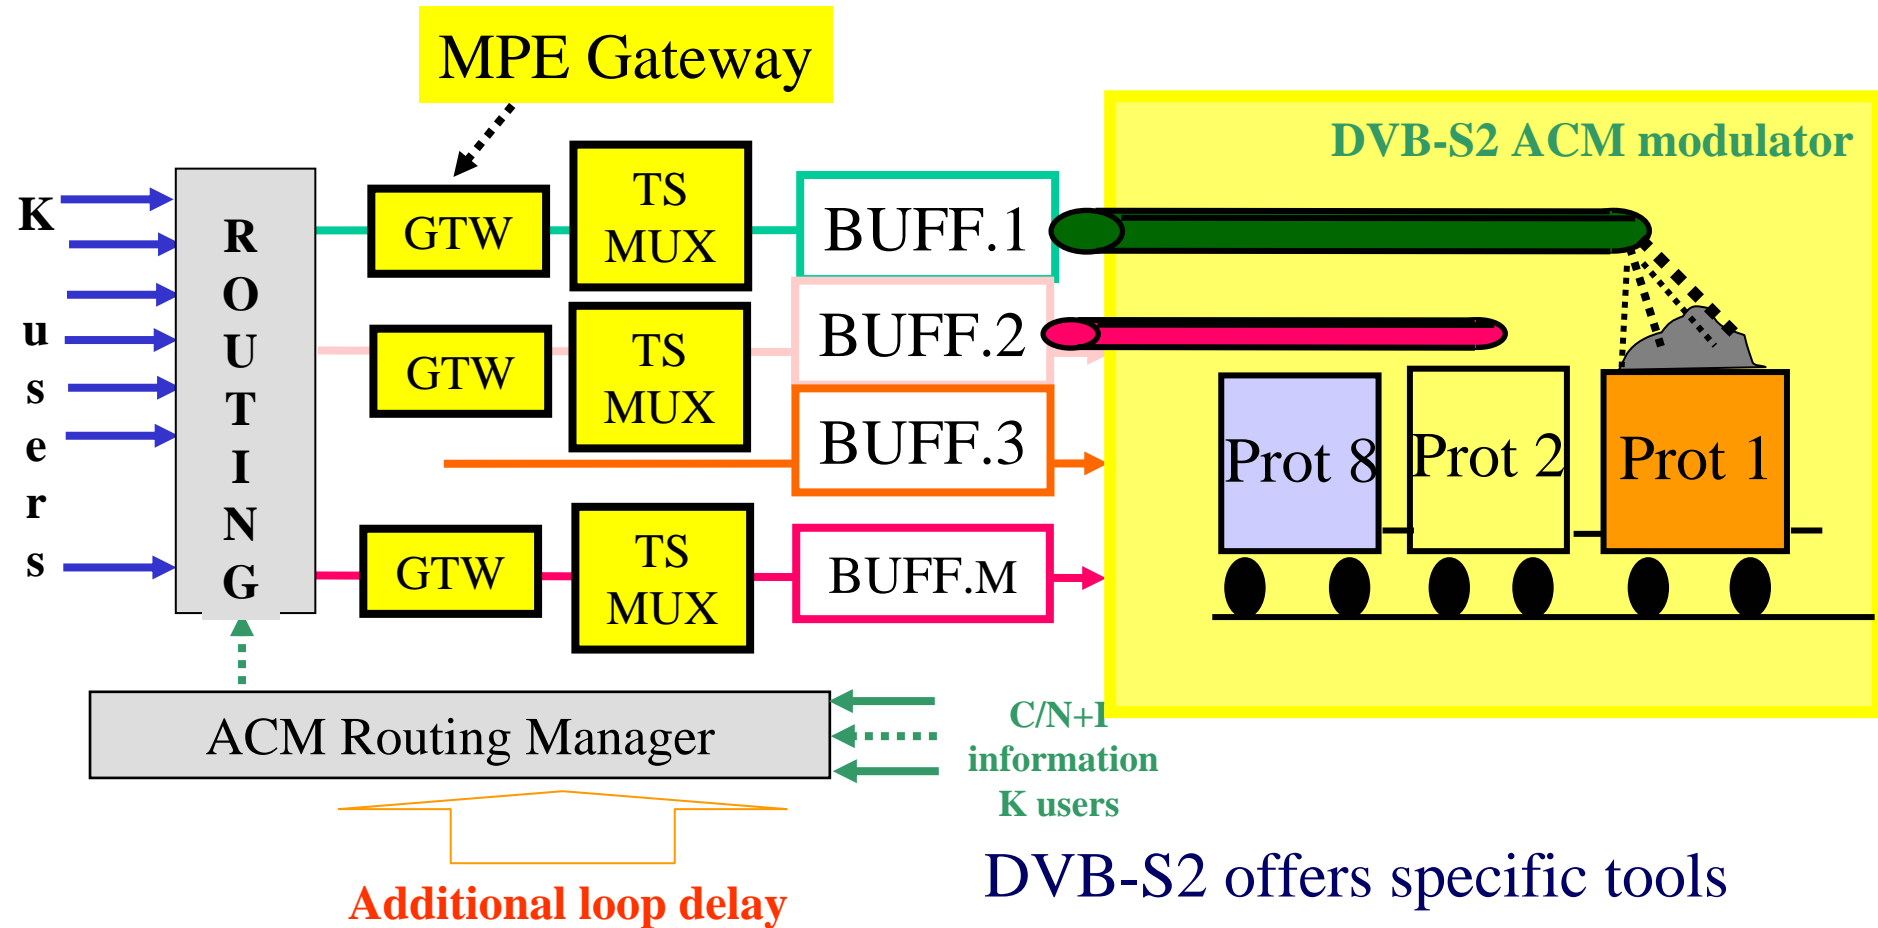 MPE Gateway
DVB-S2 ACM modulator
K users
ROUTING
GTW
TS
MUX
BUFF.1
GTW
TS
MUX
BUFF.2
BUFF.3
GTW
TS
MUX
BUFF.M
Prot 8
Prot 2
Prot 1
ACM Routing Manager
C/N+I
information
K users
Additional loop delay
DVB-S2 offers specific tools